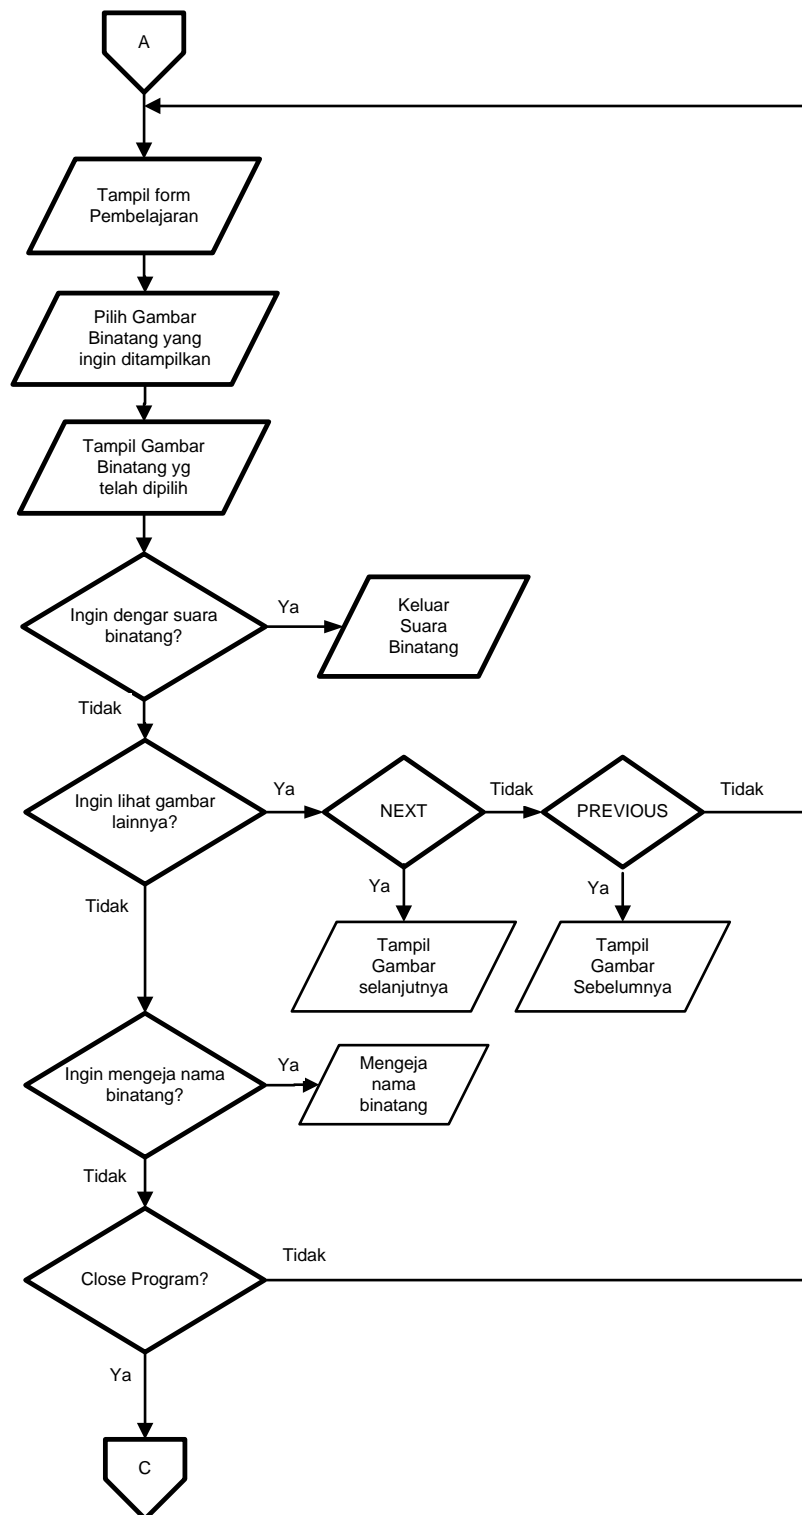 A
Tampil form
Pembelajaran
Pilih Gambar
Binatang yang
ingin ditampilkan
Tampil Gambar
Binatang yg
telah dipilih
Ingin dengar suara
binatang?
Ya
Keluar
Suara
Binatang
Tidak
Ingin lihat gambar
lainnya?
Ya
NEXT
Tidak
PREVIOUS
Tidak
Ya
Tampil
Gambar
selanjutnya
Ya
Tampil
Gambar
Sebelumnya
Tidak
Ingin mengeja nama
binatang?
Ya
Mengeja
nama
binatang
Tidak
Close Program?
Tidak
Ya
C